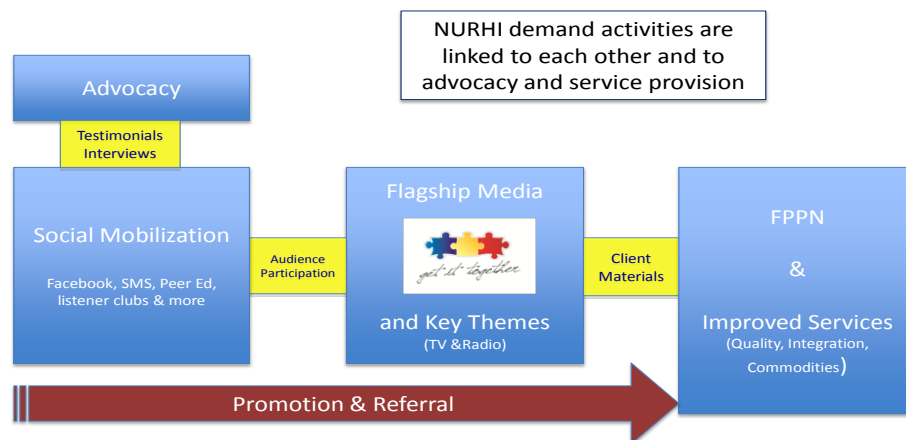 NURHI demand activities are
linked to each other and to
advocacy and service provision
Advocacy
Testimonials
Interviews
Social Mobilization
Facebook, SMS, Peer Ed,
listener clubs & more
Audience
Participation
Flagship Media
get it together
and Key Themes
(TV &Radio)
Client
Materials
FPPN
&
Improved Services
(Quality, Integration,
Commodities)
Promotion & Referral